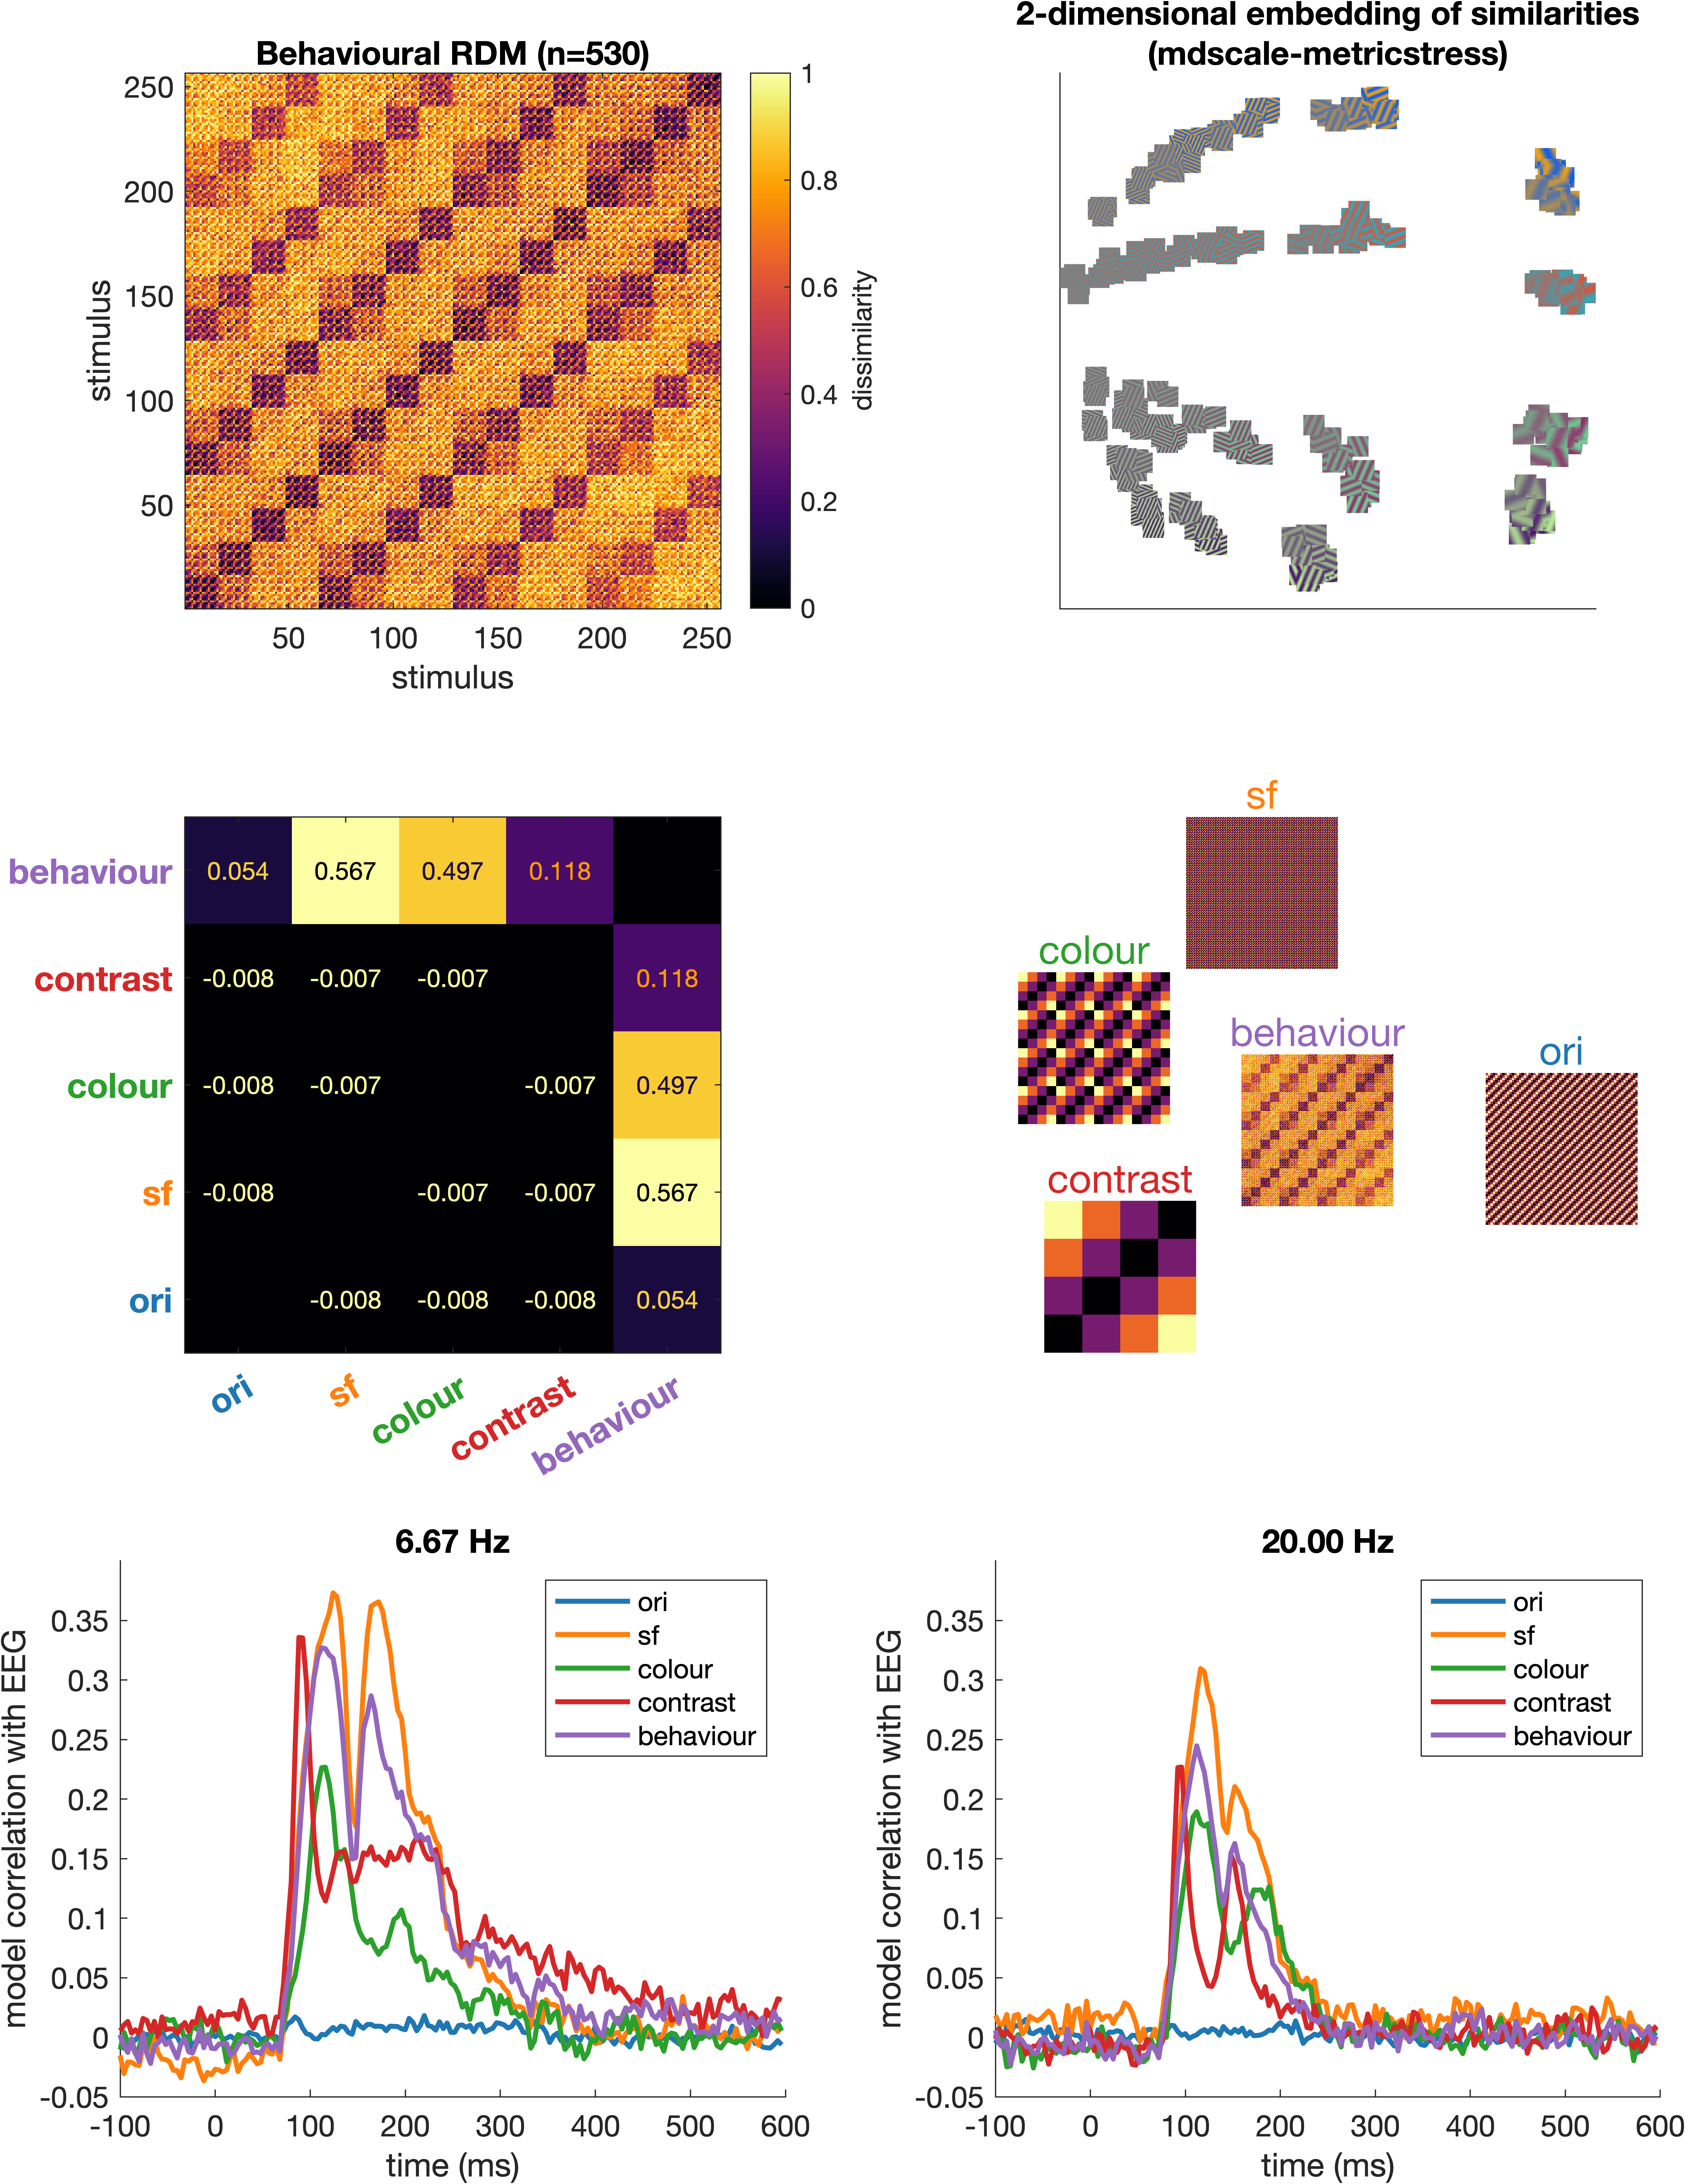 Behavioural RDM (n=530)
250
200
150
100
50
stimulus
50 100 150 200 250
stimulus
1
0.8
0.6
0.4
0.2
0
dissimilarity
2-dimensional embedding of similarities
(mdscale-metricstress)
behaviour 0.054 0.567 0.497 0.118
contrast -0.008 -0.007 -0.007 0.118
colour -0.008 -0.007 -0.007 0.497
sf -0.008 -0.007 -0.007 0.567
ori -0.008 -0.008 -0.008 0.054
ori sf colour contrast behaviour
sf
colour
behaviour
ori
contrast
6.67 Hz
0.35
0.3
0.25
0.2
0.15
0.1
0.05
0
-0.05
model correlation with EEG
-100 0 100 200 300 400 500 600
time (ms)
ori
sf
colour
contrast
behaviour
20.00 Hz
0.35
0.3
0.25
0.2
0.15
0.1
0.05
0
-0.05
model correlation with EEG
-100 0 100 200 300 400 500 600
time (ms)
ori
sf
colour
contrast
behaviour